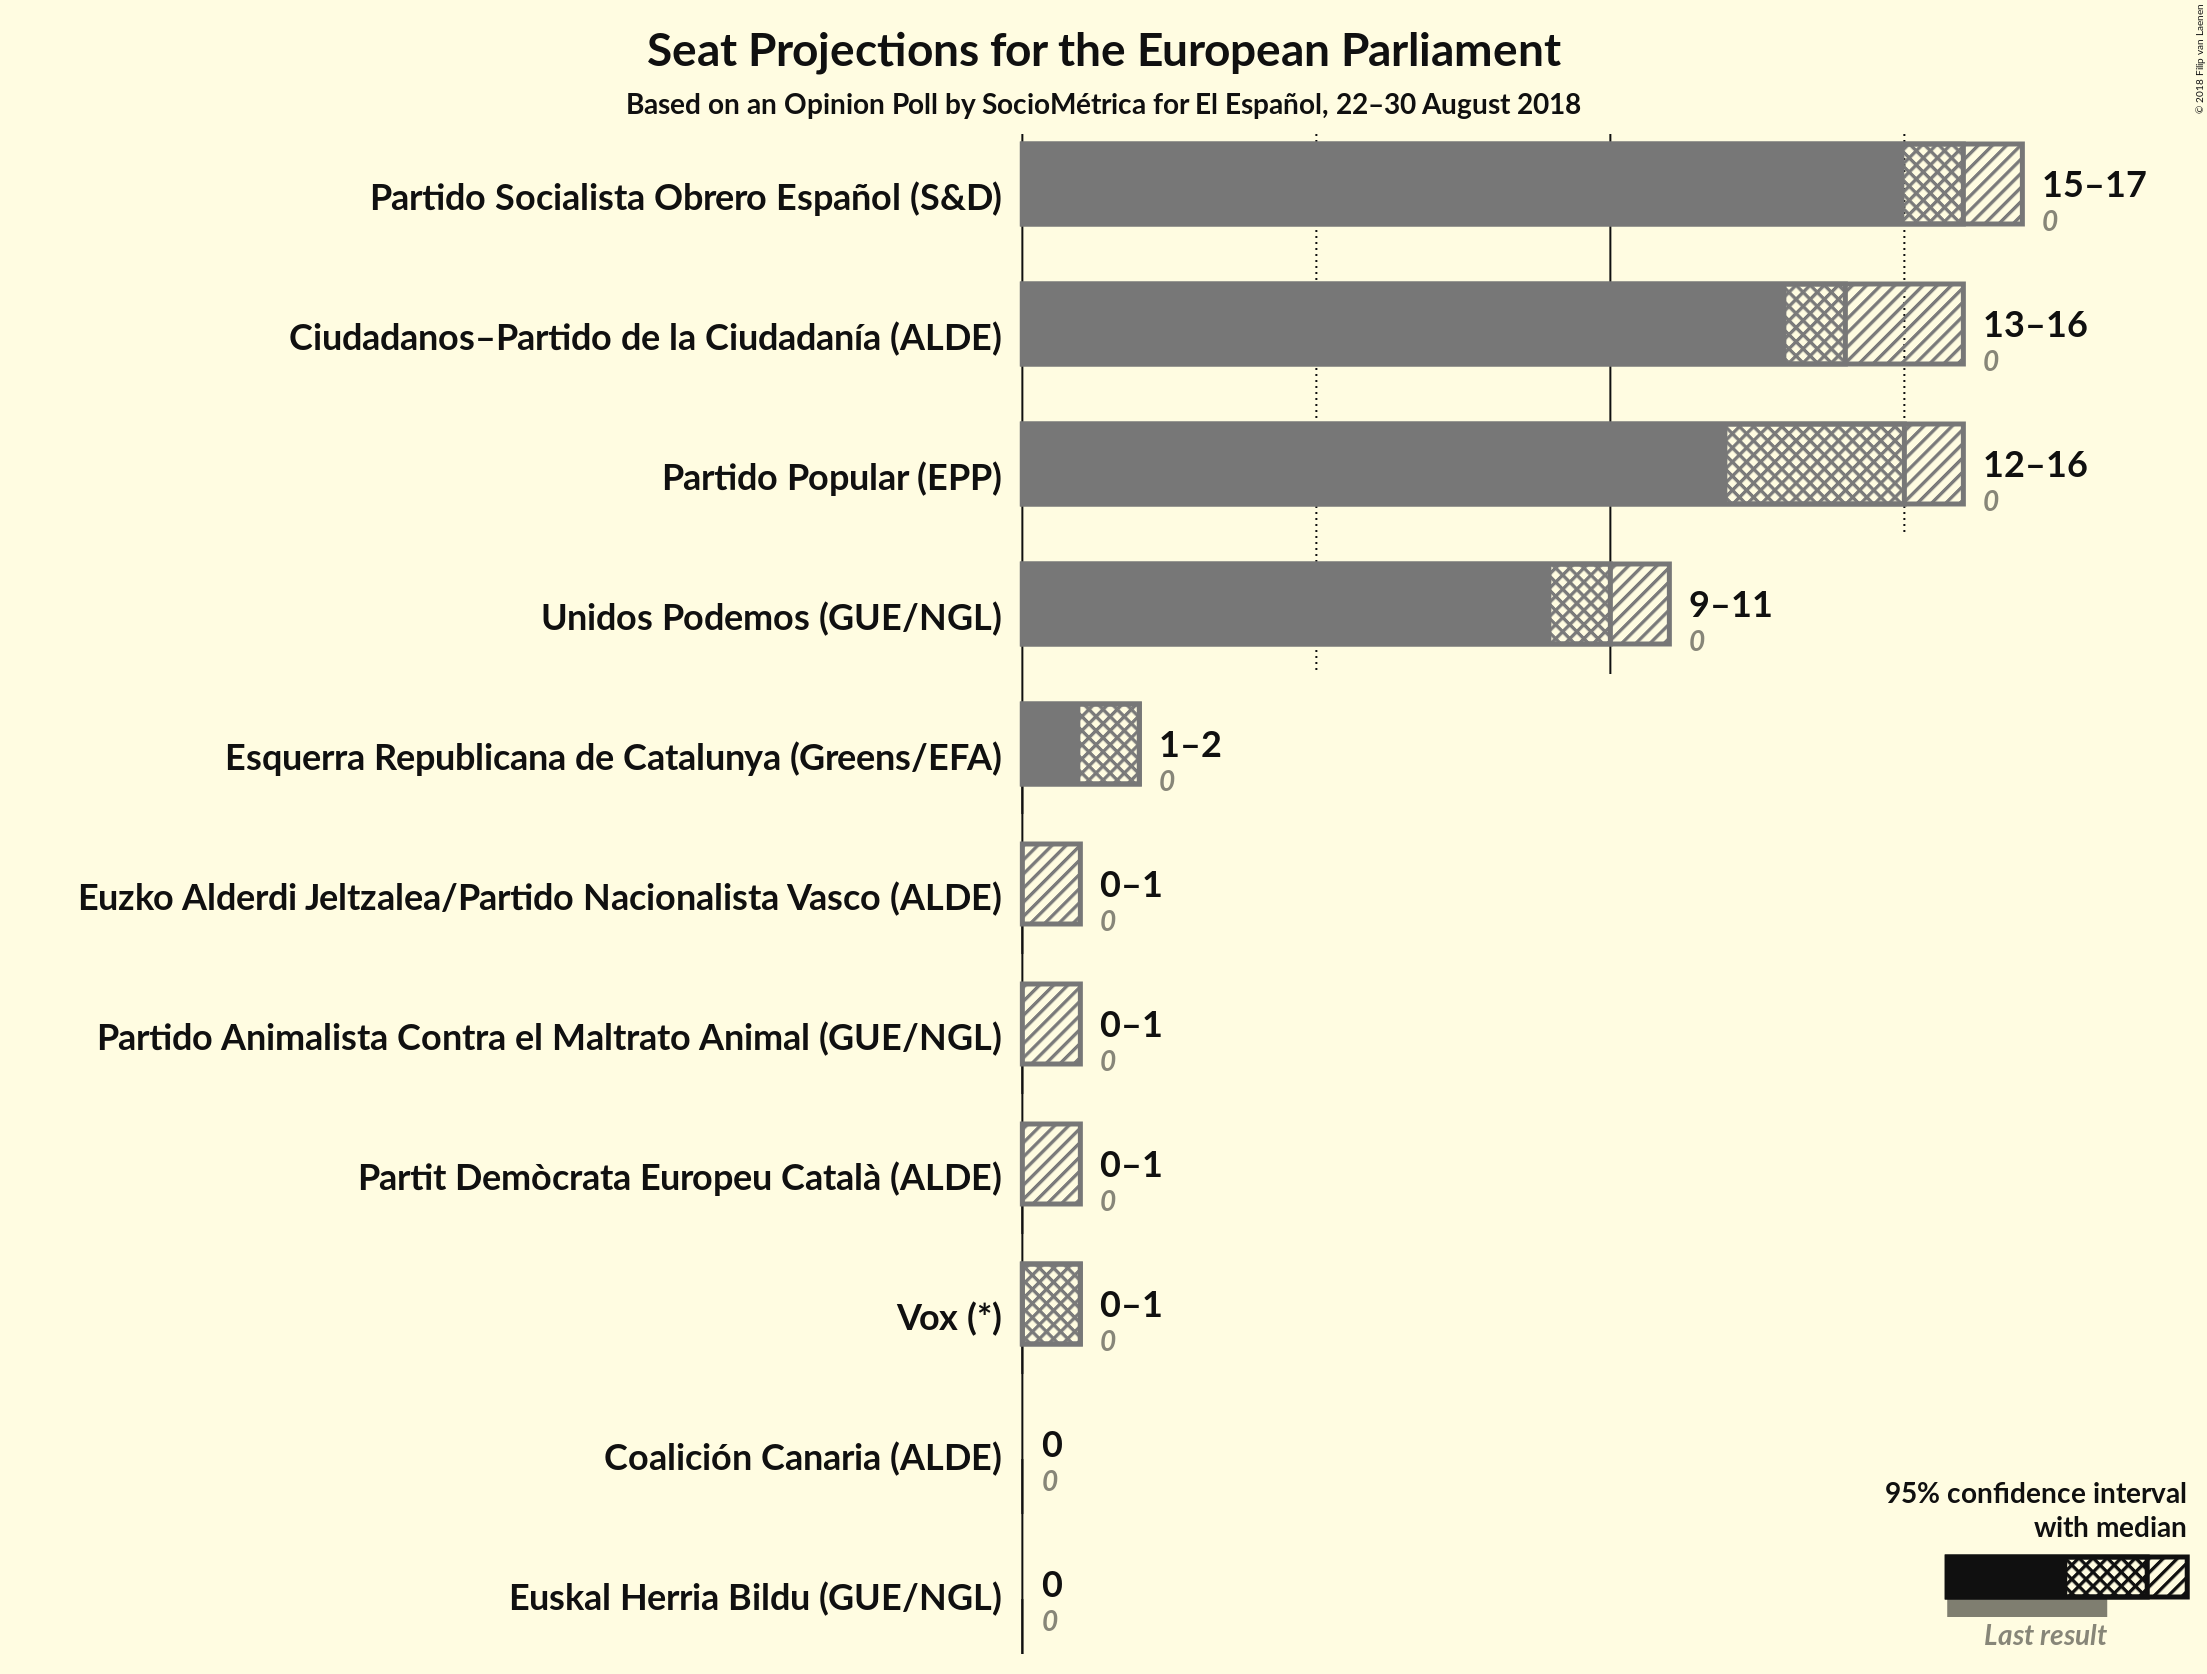 Seat Projections for the European Parliament
Based on an Opinion Poll by SocioMétrica for El Español, 22–30 August 2018
© 2018 Filip van Laenen
Partido Socialista Obrero Español (S&D)
15–17
0
Ciudadanos–Partido de la Ciudadanía (ALDE)
13–16
0
Partido Popular (EPP)
12–16
0
Unidos Podemos (GUE/NGL)
9–11
0
Esquerra Republicana de Catalunya (Greens/EFA)
1–2
0
Euzko Alderdi Jeltzalea/Partido Nacionalista Vasco (ALDE)
0–1
0
Partido Animalista Contra el Maltrato Animal (GUE/NGL)
0–1
0
Partit Demòcrata Europeu Català (ALDE)
0–1
0
Vox (*)
0–1
0
Coalición Canaria (ALDE)
0
0
Euskal Herria Bildu (GUE/NGL)
0
0
95% confidence interval
with median
Last result